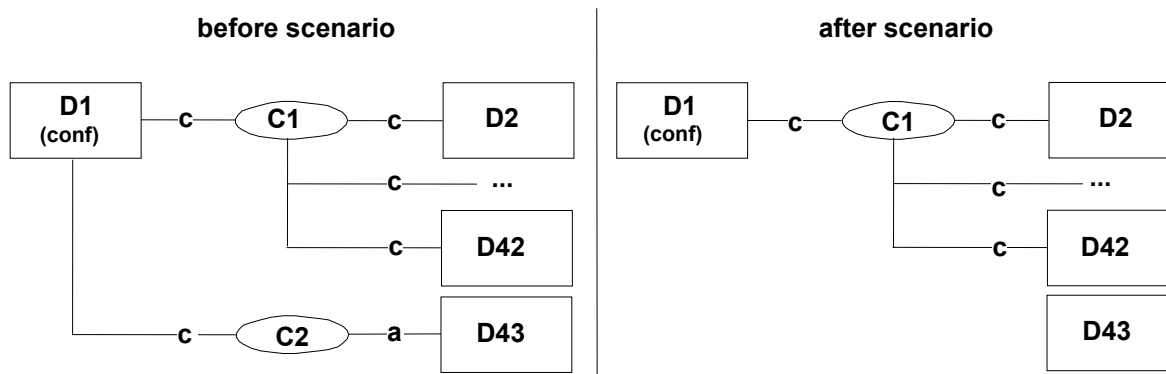 before scenario
after scenario
D1
(conf)
c
C1
c
D2
c
...
c
D42
c
C2
a
D43
D1
(conf)
c
C1
c
D2
c
...
c
D42
D43